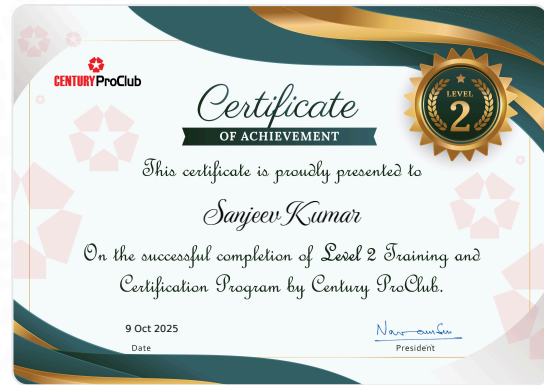 CENTURY ProClub
Certificate
OF ACHIEVEMENT
LEVEL
2
This certificate is proudly presented to
Sanjeev Kumar
On the successful completion of Level 2 Training and
Certification Program by Century ProClub.
9 Oct 2025
Date
President